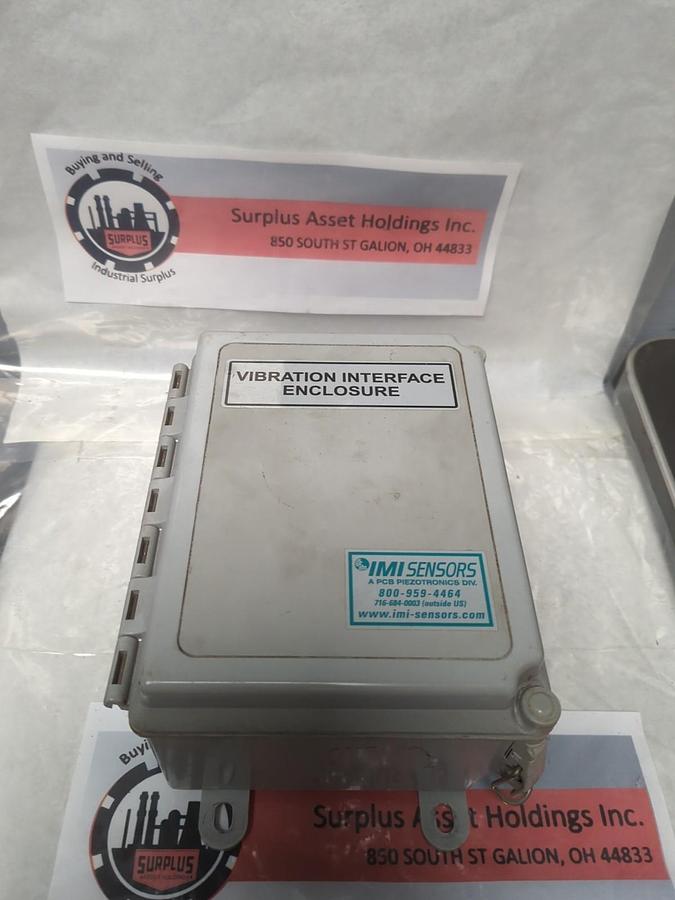 Buying and Selling
SURPLUS
Industrial Surplus
Surplus Asset Holdings Inc.
850 SOUTH ST GALION, OH 44833
VIBRATION INTERFACE
ENCLOSURE
IMI SENSORS
A PCB PIEZOTRONICS DIV.
800-959-4464
716-684-0003 (outside US)
www.imi-sensors.com
Buyi
SURPLUS
ASSET HOLDINGS
Surplus A t Holdings Inc.
850 SOUTH ST GALION, OH 44833